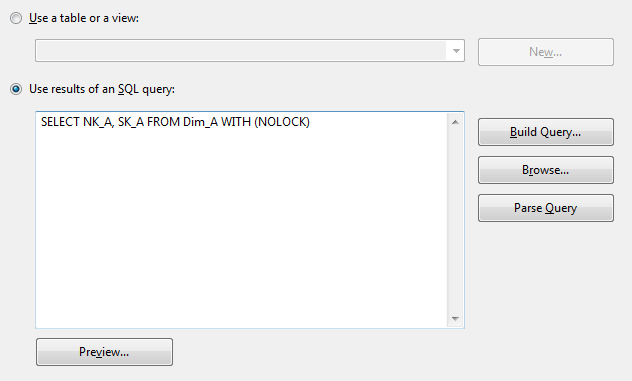 Use a table or a view:
New...
Use results of an SQL query:
SELECT NK_A, SK_A FROM Dim_A WITH (NOLOCK)
Build Query...
Browse...
Parse Query
Preview...